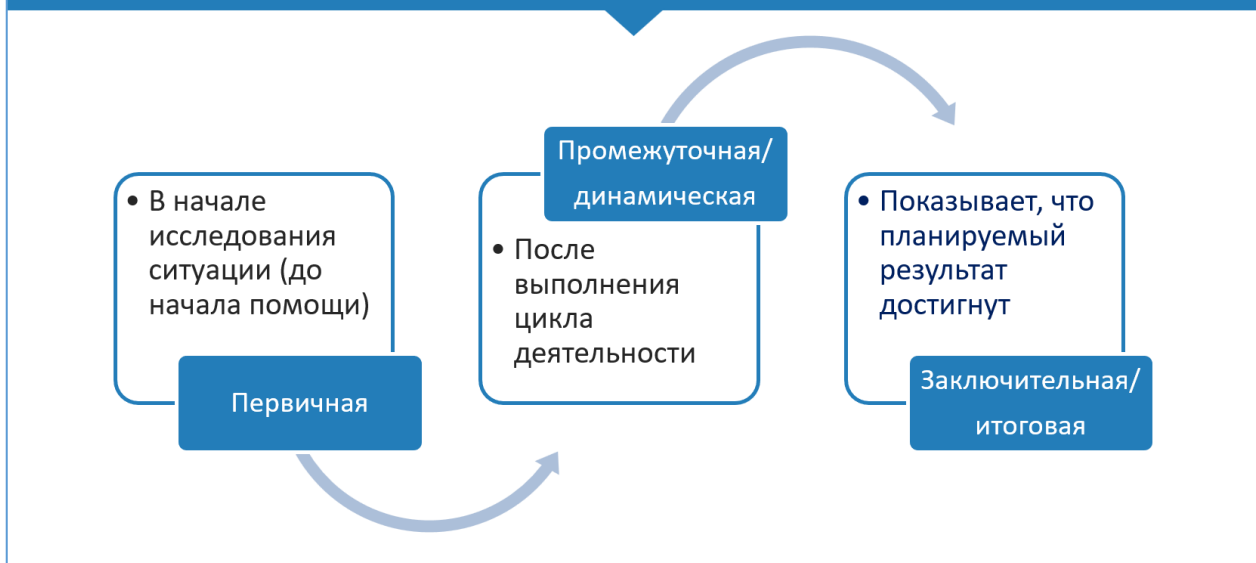 • В начале
исследования
ситуации (до
начала помощи)
Первичная
Промежуточная/
динамическая
• После
выполнения
цикла
деятельности
• Показывает, что
планируемый
результат
достигнут
Заключительная/
итоговая